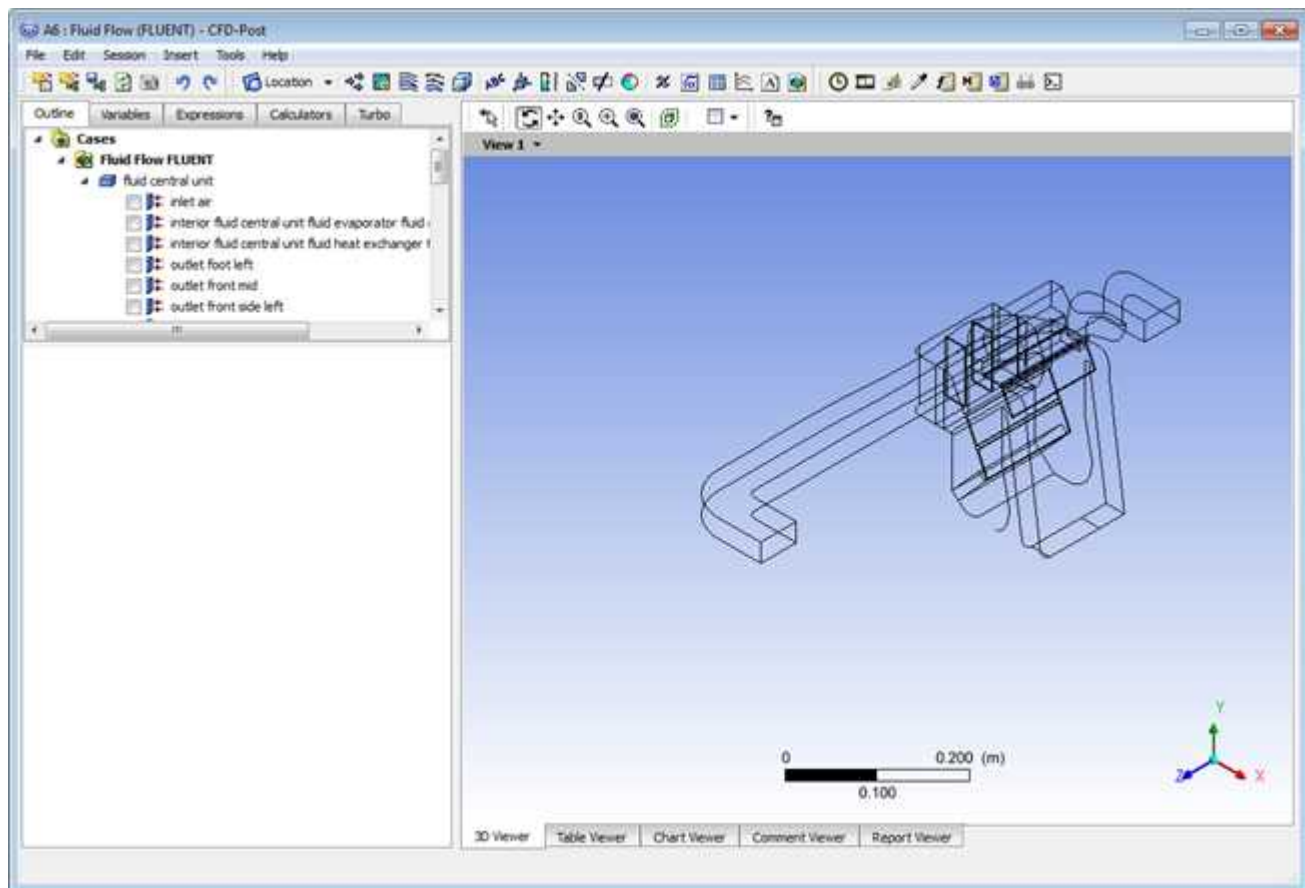 A6 : Fluid Flow (FLUENT) - CFD-Post
File Edit Session Insert Tools Help
Location
Outline Variables Expressions Calculators Turbo
Cases
Fluid Flow FLUENT
fluid central unit
inlet air
interior fluid central unit fluid evaporator fluid
interior fluid central unit fluid heat exchanger
outlet foot left
outlet front mid
outlet front side left
View 1
Y
Z X
0 0.200 (m)
0.100
3D Viewer Table Viewer Chart Viewer Comment Viewer Report Viewer